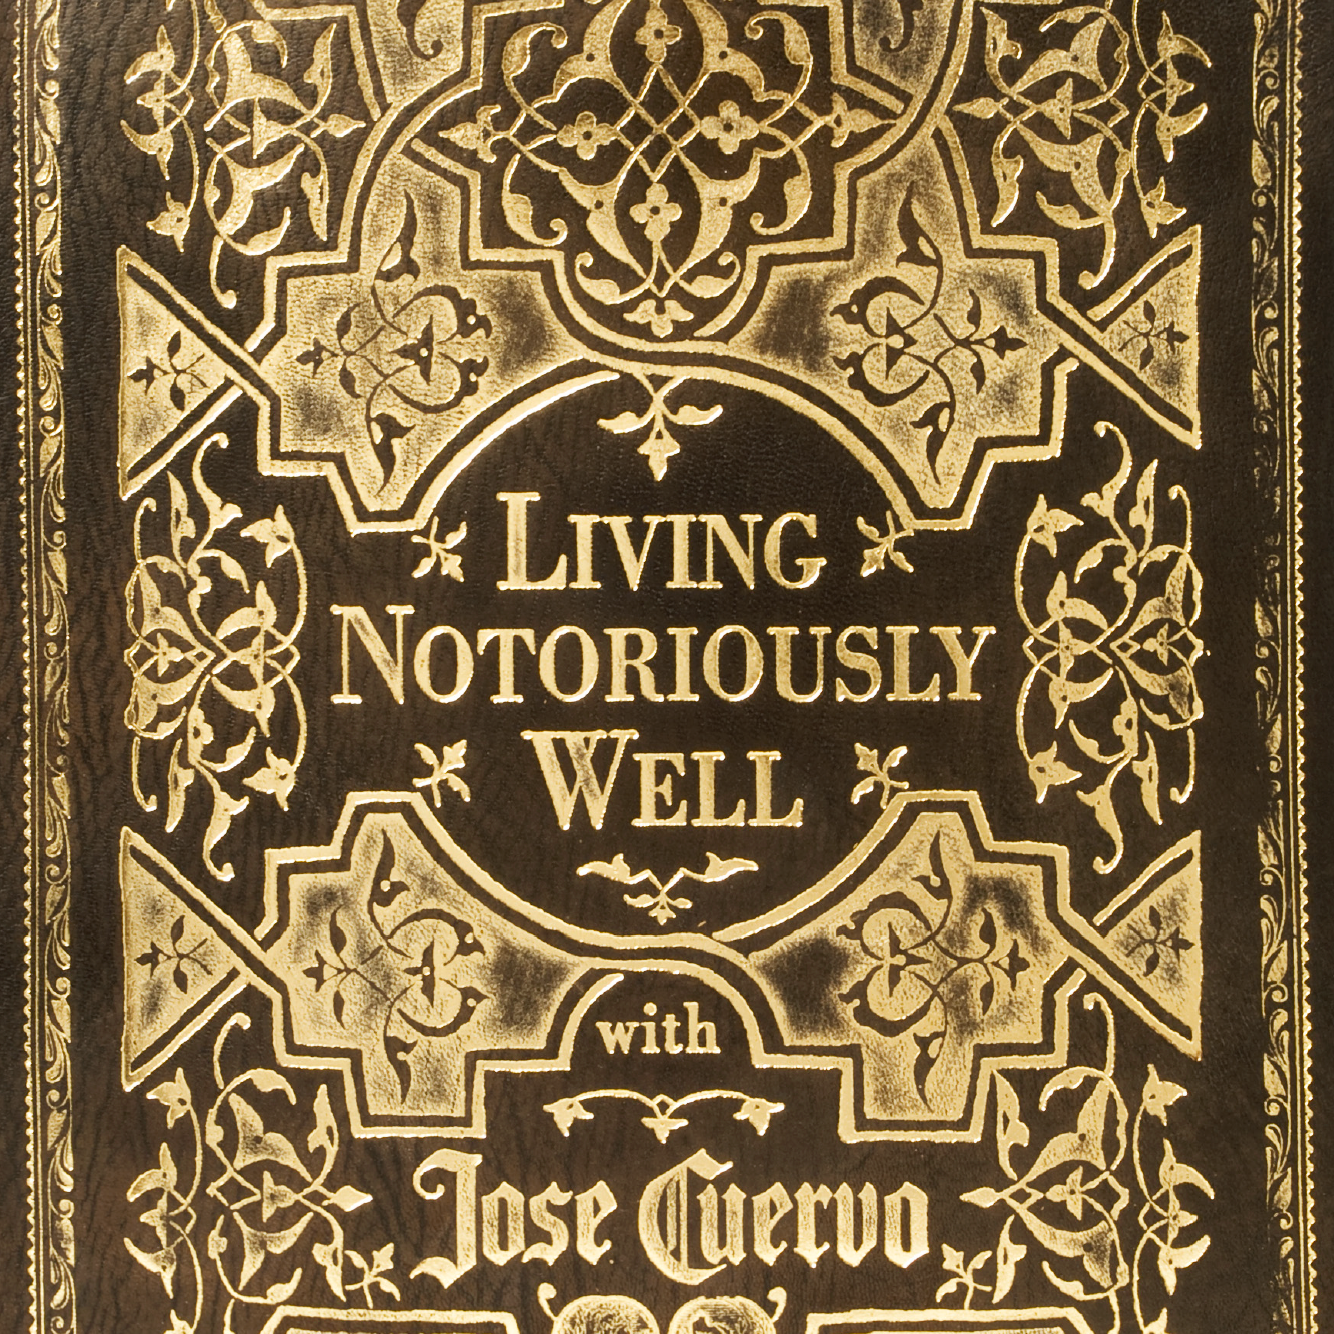 LIVING
NOTORIOUSLY
WELL
with
Jose Cuervo